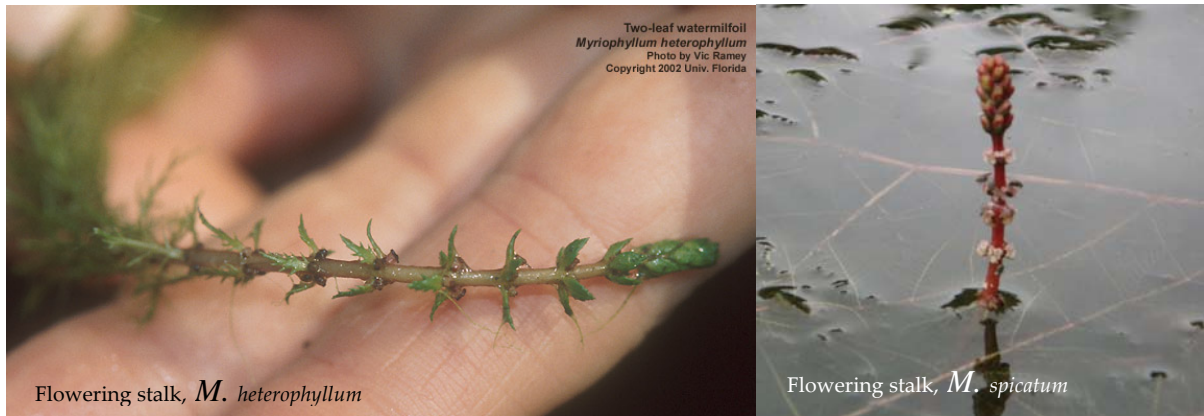 Two-leaf watermilfoil
Myriophyllum heterophyllum
Photo by Vic Ramey
Copyright 2002 Univ. Florida
Flowering stalk, M. heterophyllum
Flowering stalk, M. spicatum